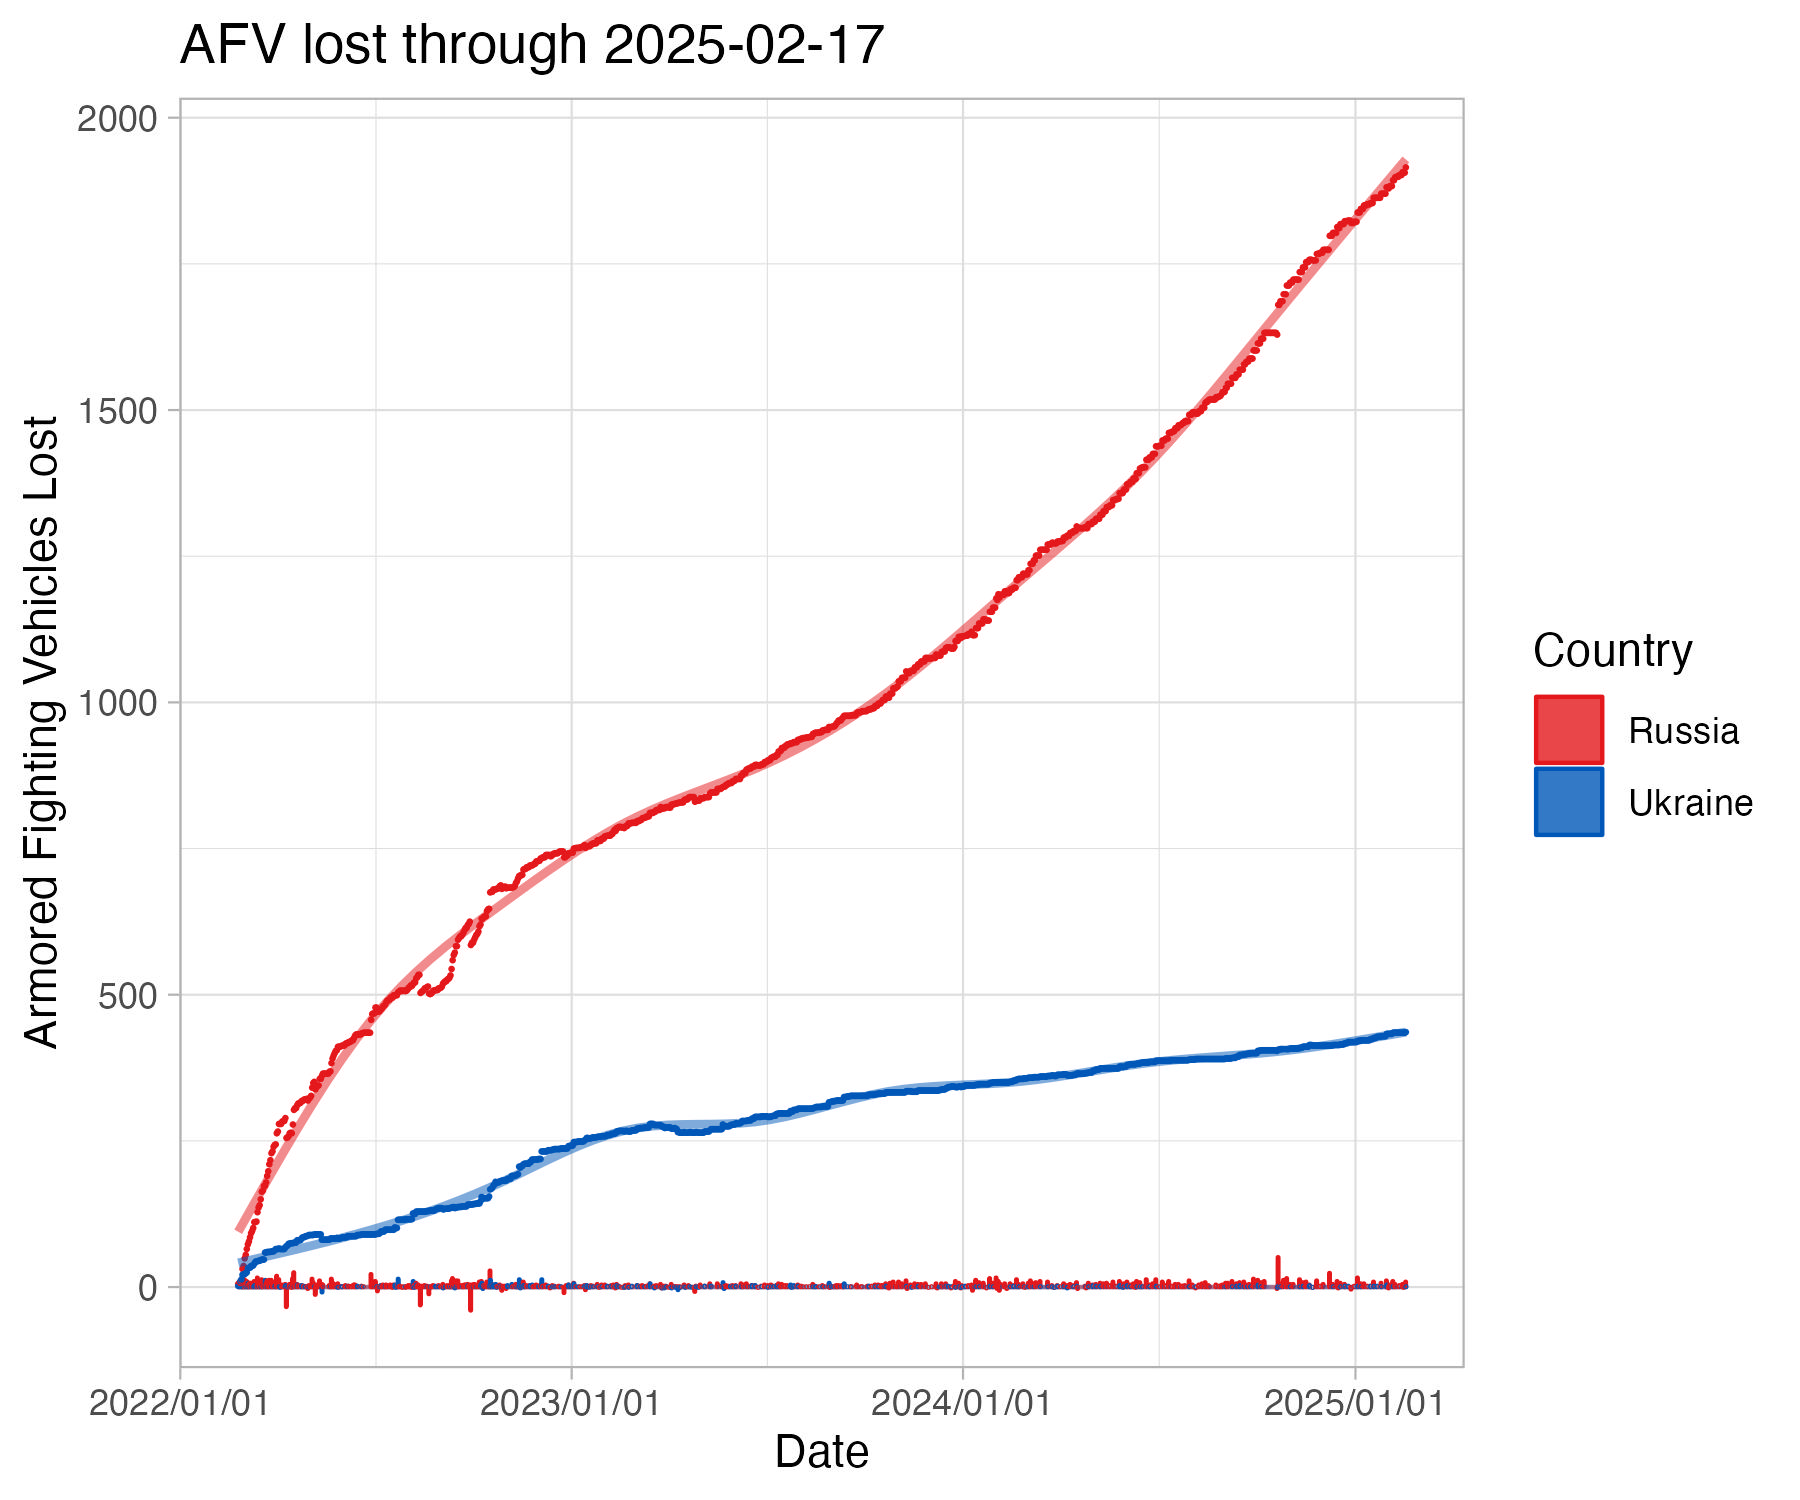 AFV lost through 2025-02-17
Armored Fighting Vehicles Lost
2000
1500
1000
500
0
2022/01/01
2023/01/01
2024/01/01
2025/01/01
Date
Country
Russia
Ukraine